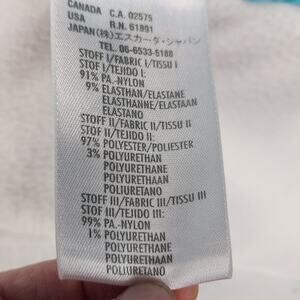 CANADA C.A. 02575
USA R.N. 61891
JAPAN (株)エスカーダ・ジャパン
TEL. 06-6533-5188
STOFF I/FABRIC I/TISSU I
STOF I/TEJIDO I:
91% PA.-NYLON
9% ELASTHAN/ELASTANE
ELASTHANNE/ELASTAAN
ELASTANO
STOFF II/FABRIC II/TISSU II
STOF II/TEJIDO II:
97% POLYESTER/POLIESTER
3% POLYURETHAN
POLYURETHANE
POLYURETHAAN
POLIURETANO
STOFF III/FABRIC III/TISSU III
STOF III/TEJIDO III:
99% PA.-NYLON
1% POLYURETHAN
POLYURETHANE
POLYURETHAAN
POLIURETANO